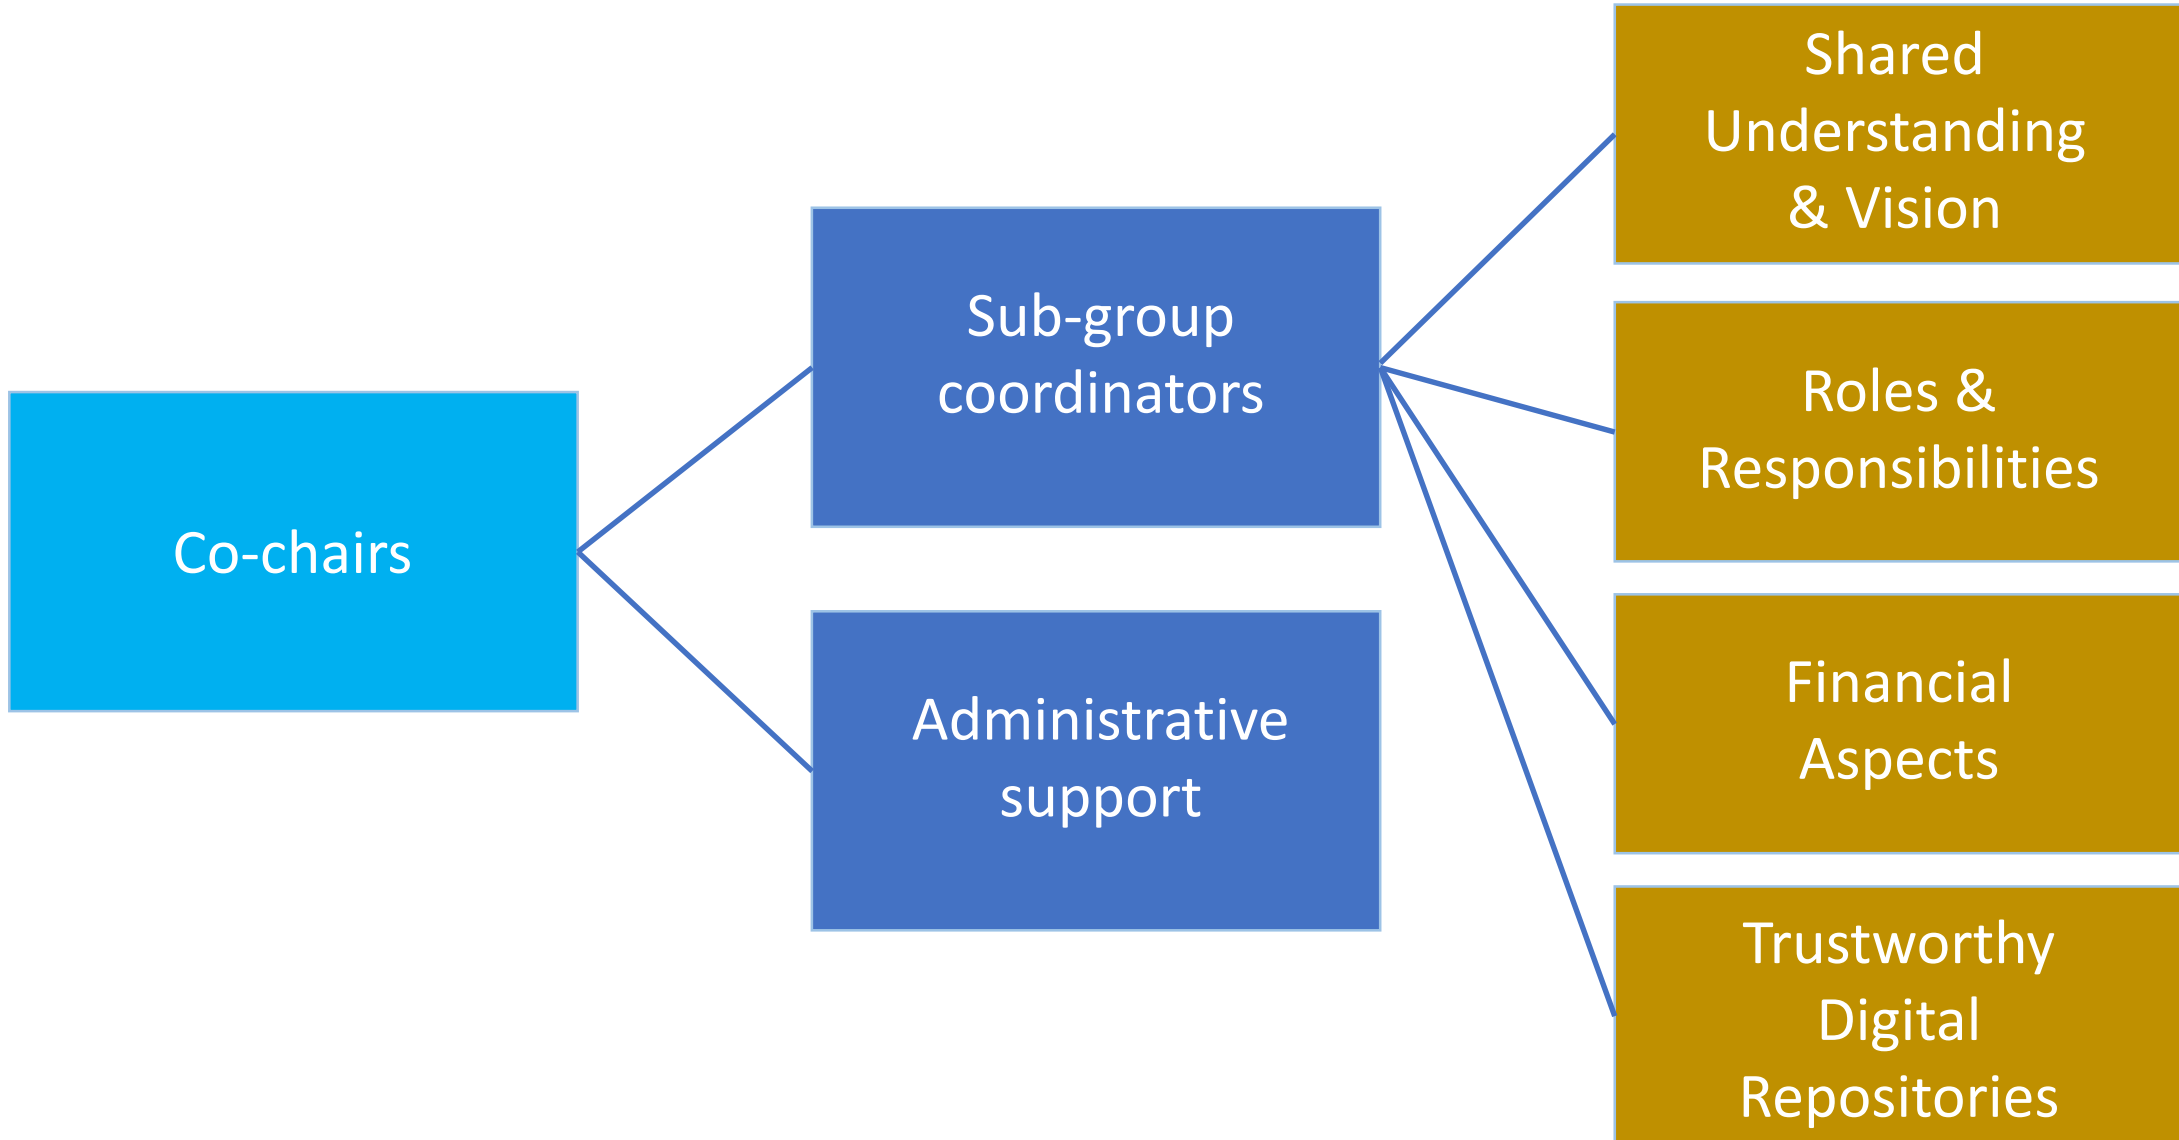 Co-chairs
Sub-group
coordinators
Administrative
support
Shared
Understanding
& Vision
Roles &
Responsibilities
Financial
Aspects
Trustworthy
Digital
Repositories